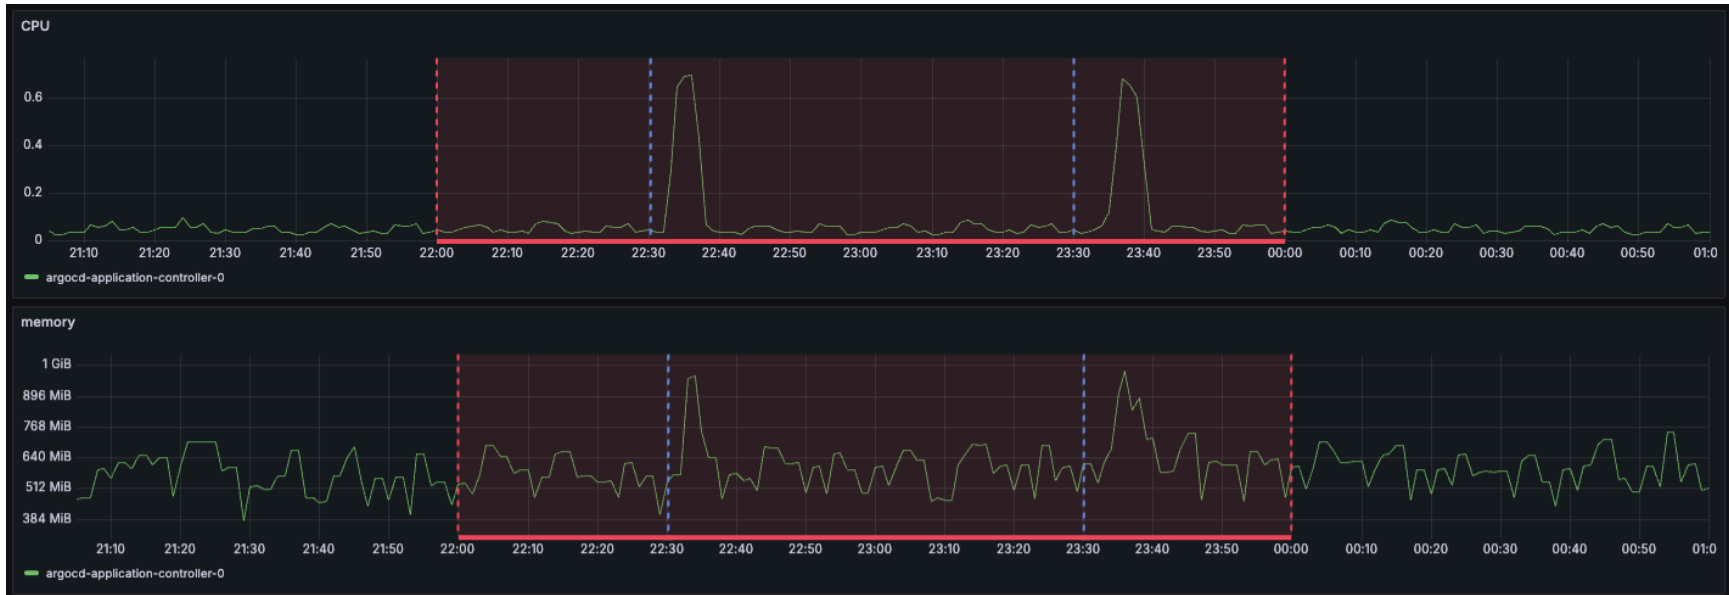 CPU
0.6
0.4
0.2
0
21:10 21:20 21:30 21:40 21:50 22:00 22:10 22:20 22:30 22:40 22:50 23:00 23:10 23:20 23:30 23:40 23:50 00:00 00:10 00:20 00:30 00:40 00:50 01:0
argocd-application-controller-0
memory
1 GiB
896 MiB
768 MiB
640 MiB
512 MiB
384 MiB
21:10 21:20 21:30 21:40 21:50 22:00 22:10 22:20 22:30 22:40 22:50 23:00 23:10 23:20 23:30 23:40 23:50 00:00 00:10 00:20 00:30 00:40 00:50 01:0
argocd-application-controller-0